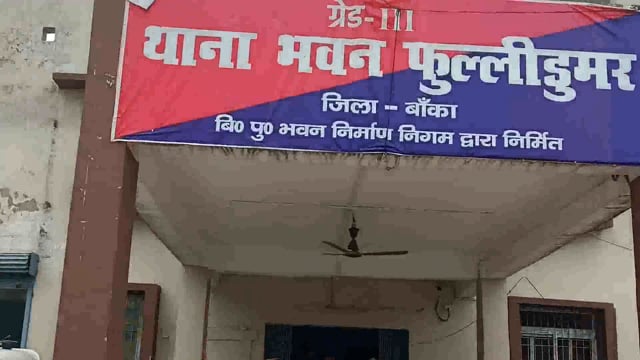 ग्रेड-III
थाना भवन फुल्लीडुमर
जिला - बाँका
बि० पु० भवन निर्माण निगम द्वारा निर्मित